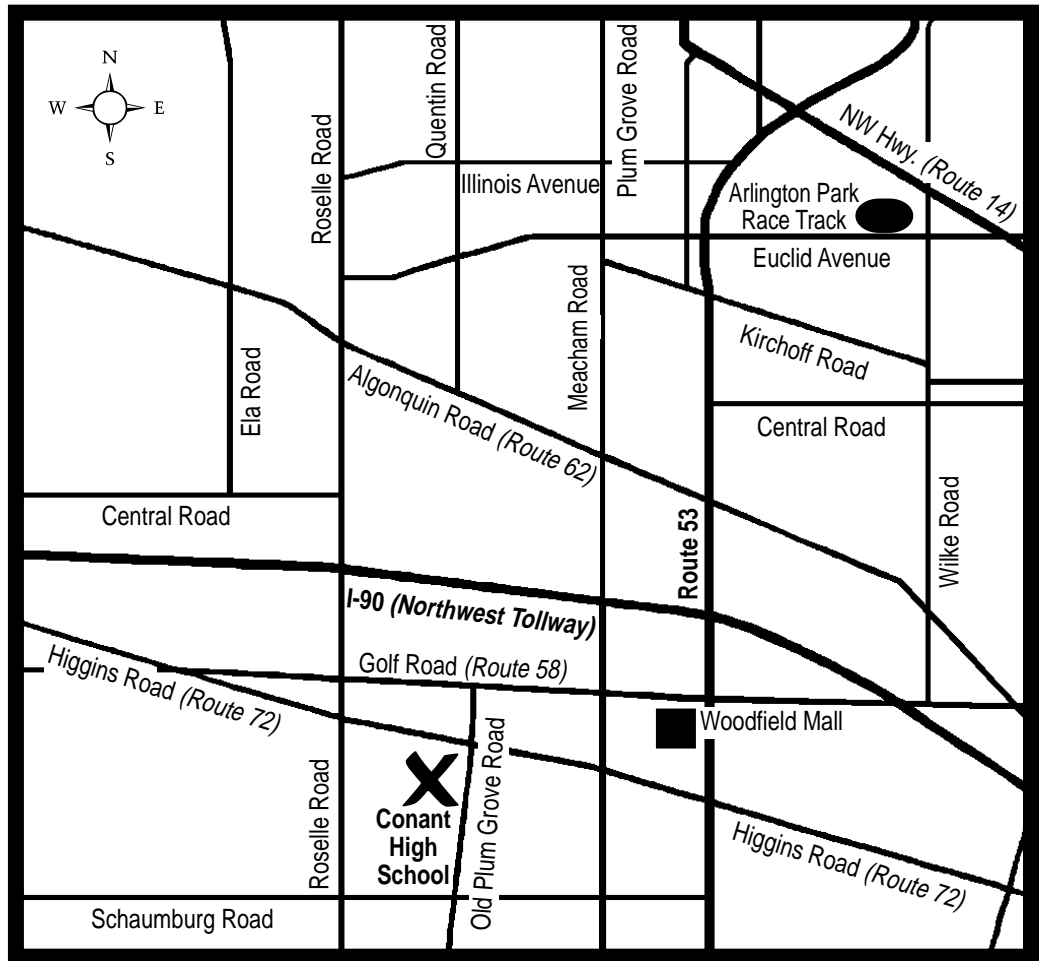 N
W E
S
Roselle Road
Quentin Road
Plum Grove Road
NW Hwy. (Route 14)
Illinois Avenue
Arlington Park
Race Track
Euclid Avenue
Meacham Road
Kirchoff Road
Ela Road
Algonquin Road (Route 62)
Central Road
Central Road
Route 53
Wilke Road
I-90 (Northwest Tollway)
Golf Road (Route 58)
Higgins Road (Route 72)
Woodfield Mall
Roselle Road
Conant
High
School
Old Plum Grove Road
Higgins Road (Route 72)
Schaumburg Road